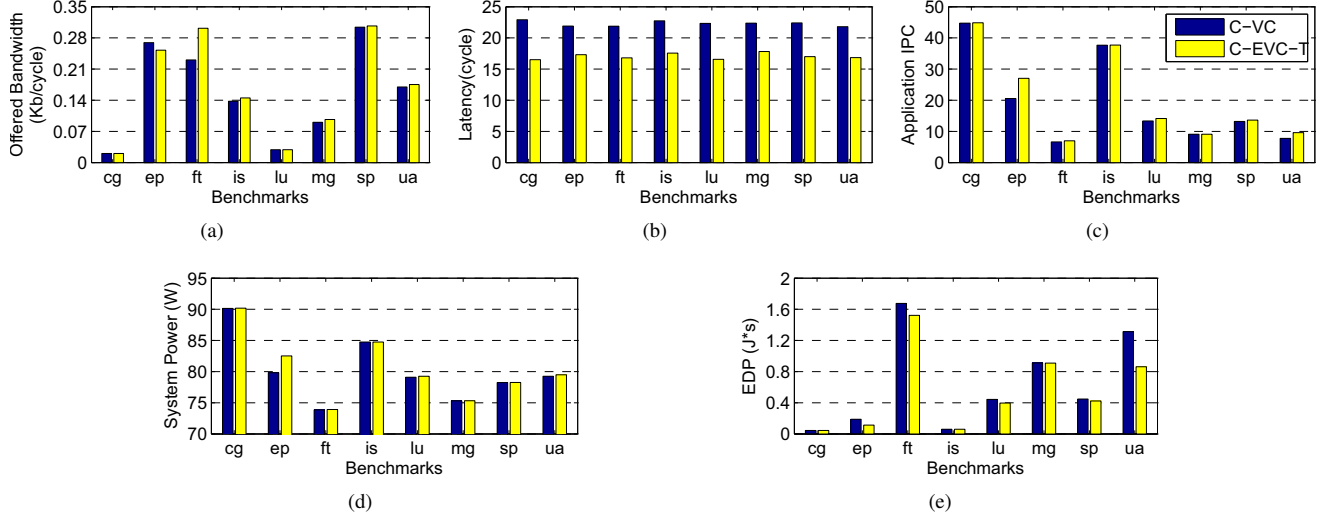 0.35
0.28
0.21
0.14
0.07
0
Offered Bandwidth
(Kb/cycle)
cg ep ft is lu mg sp ua
Benchmarks
(a)
25
20
15
10
5
0
Latency(cycle)
cg ep ft is lu mg sp ua
Benchmarks
(b)
50
40
30
20
10
0
Application IPC
C−VC
C−EVC−T
cg ep ft is lu mg sp ua
Benchmarks
(c)
95
90
85
80
75
70
System Power (W)
cg ep ft is lu mg sp ua
Benchmarks
(d)
2
1.6
1.2
0.8
0.4
0
EDP (J*s)
cg ep ft is lu mg sp ua
Benchmarks
(e)